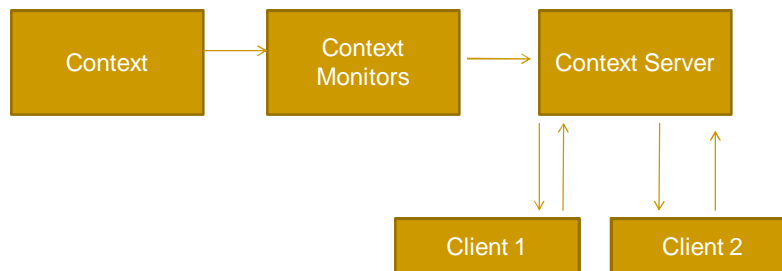 Context
Context
Monitors
Context Server
Client 1
Client 2